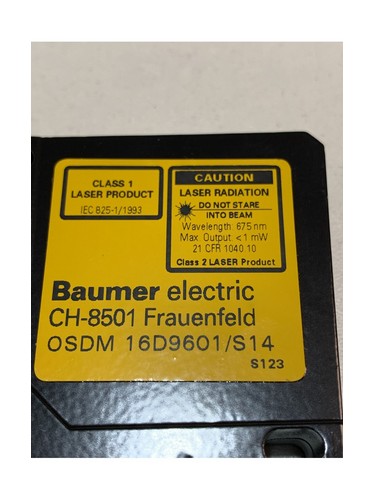 CLASS 1
LASER PRODUCT
IEC 825-1/1993
CAUTION
LASER RADIATION
DO NOT STARE
INTO BEAM
Wavelength: 675 nm
Max. Output: < 1 mW
21 CFR 1040.10
Class 2 LASER Product
Baumer electric
CH-8501 Frauenfeld
OSDM 16D9601/S14
S123